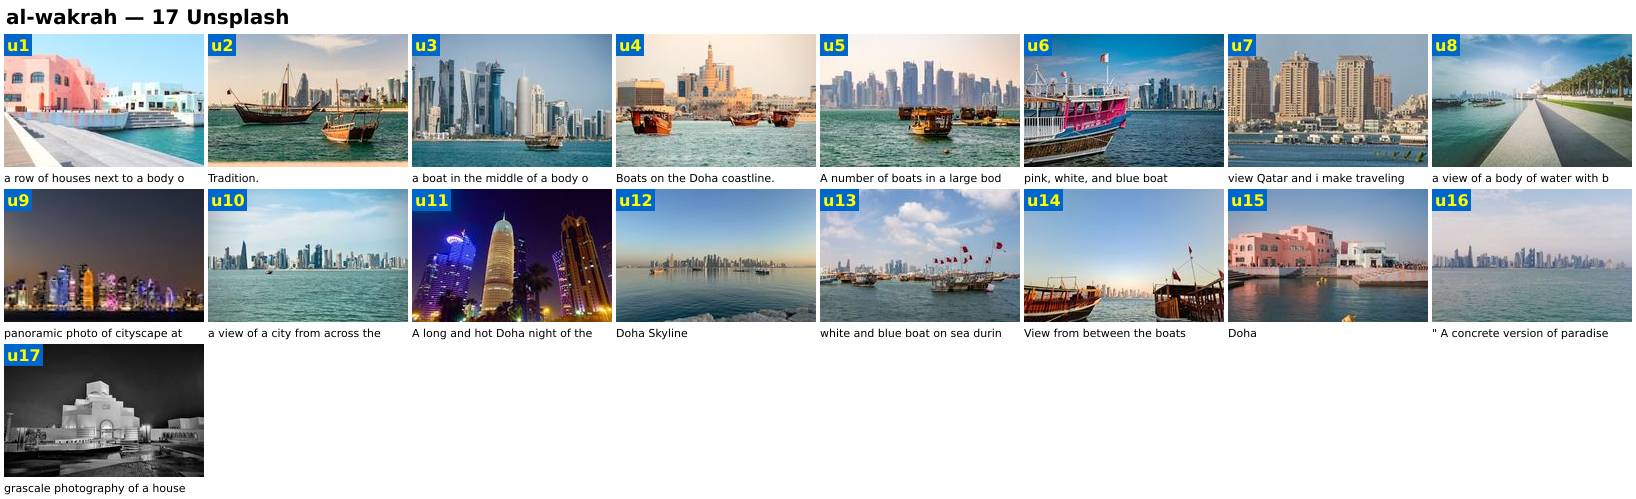 al-wakrah — 17 Unsplash
u1 u2 u3 u4 u5 u6 u7 u8
a row of houses next to a body o Tradition. a boat in the middle of a body o Boats on the Doha coastline. A number of boats in a large bod pink, white, and blue boat view Qatar and i make traveling a view of a body of water with b
u9 u10 u11 u12 u13 u14 u15 u16
panoramic photo of cityscape at a view of a city from across the A long and hot Doha night of the Doha Skyline white and blue boat on sea durin View from between the boats Doha " A concrete version of paradise
u17
grascale photography of a house